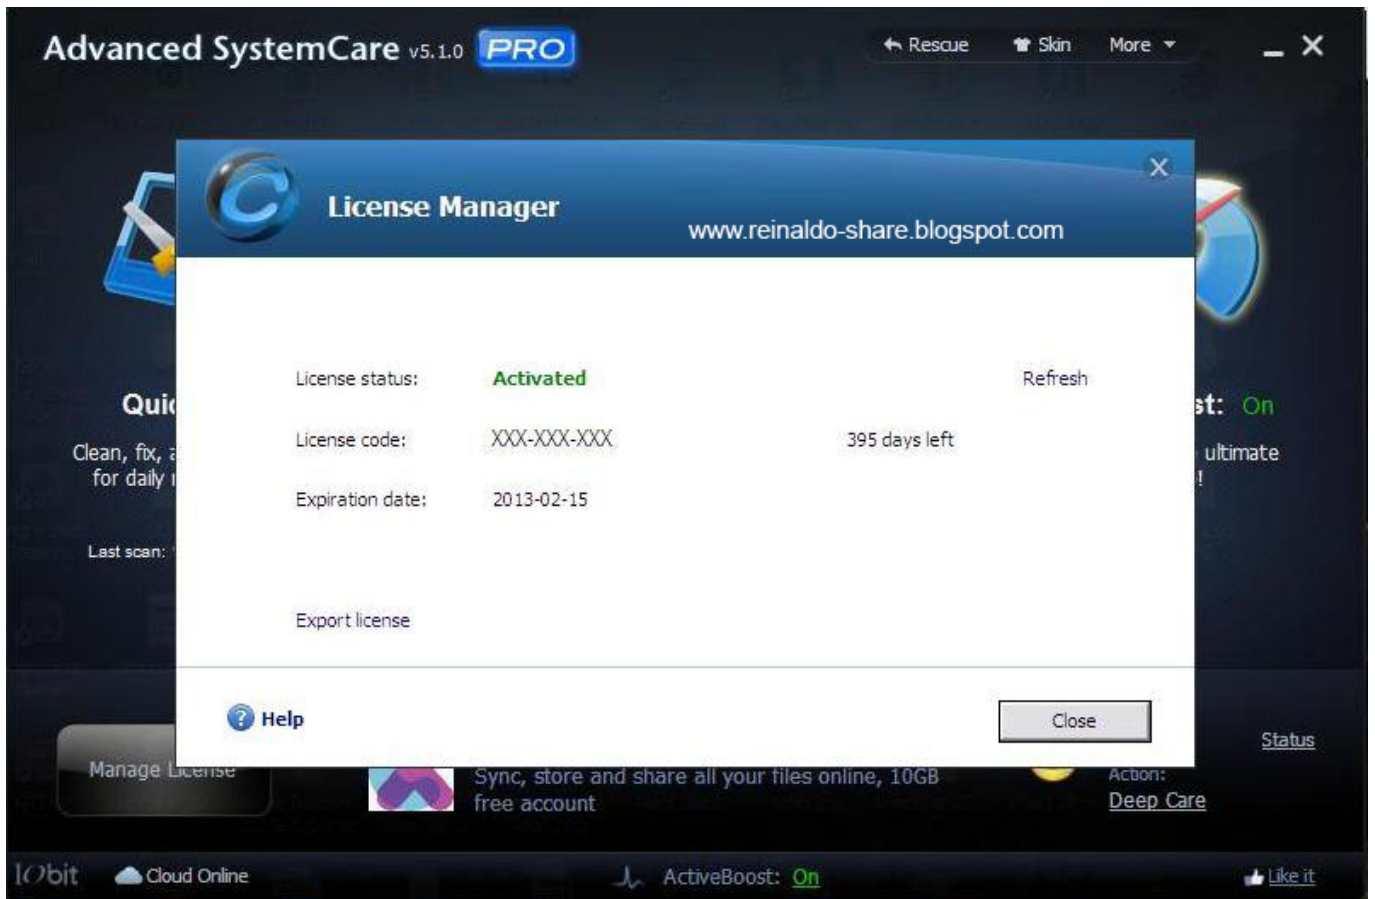 Advanced SystemCare v5.1.0 PRO
Rescue Skin More
License Manager
www.reinaldo-share.blogspot.com
License status: Activated Refresh
Quic st: On
License code: XXX-XXX-XXX 395 days left
Clean, fix, a ultimate
for daily !
Expiration date: 2013-02-15
Last scan:
Export license
Help
Close
Status
Manage License
Sync, store and share all your files online, 10GB
free account
Action:
Deep Care
IObit Cloud Online ActiveBoost: On Like it